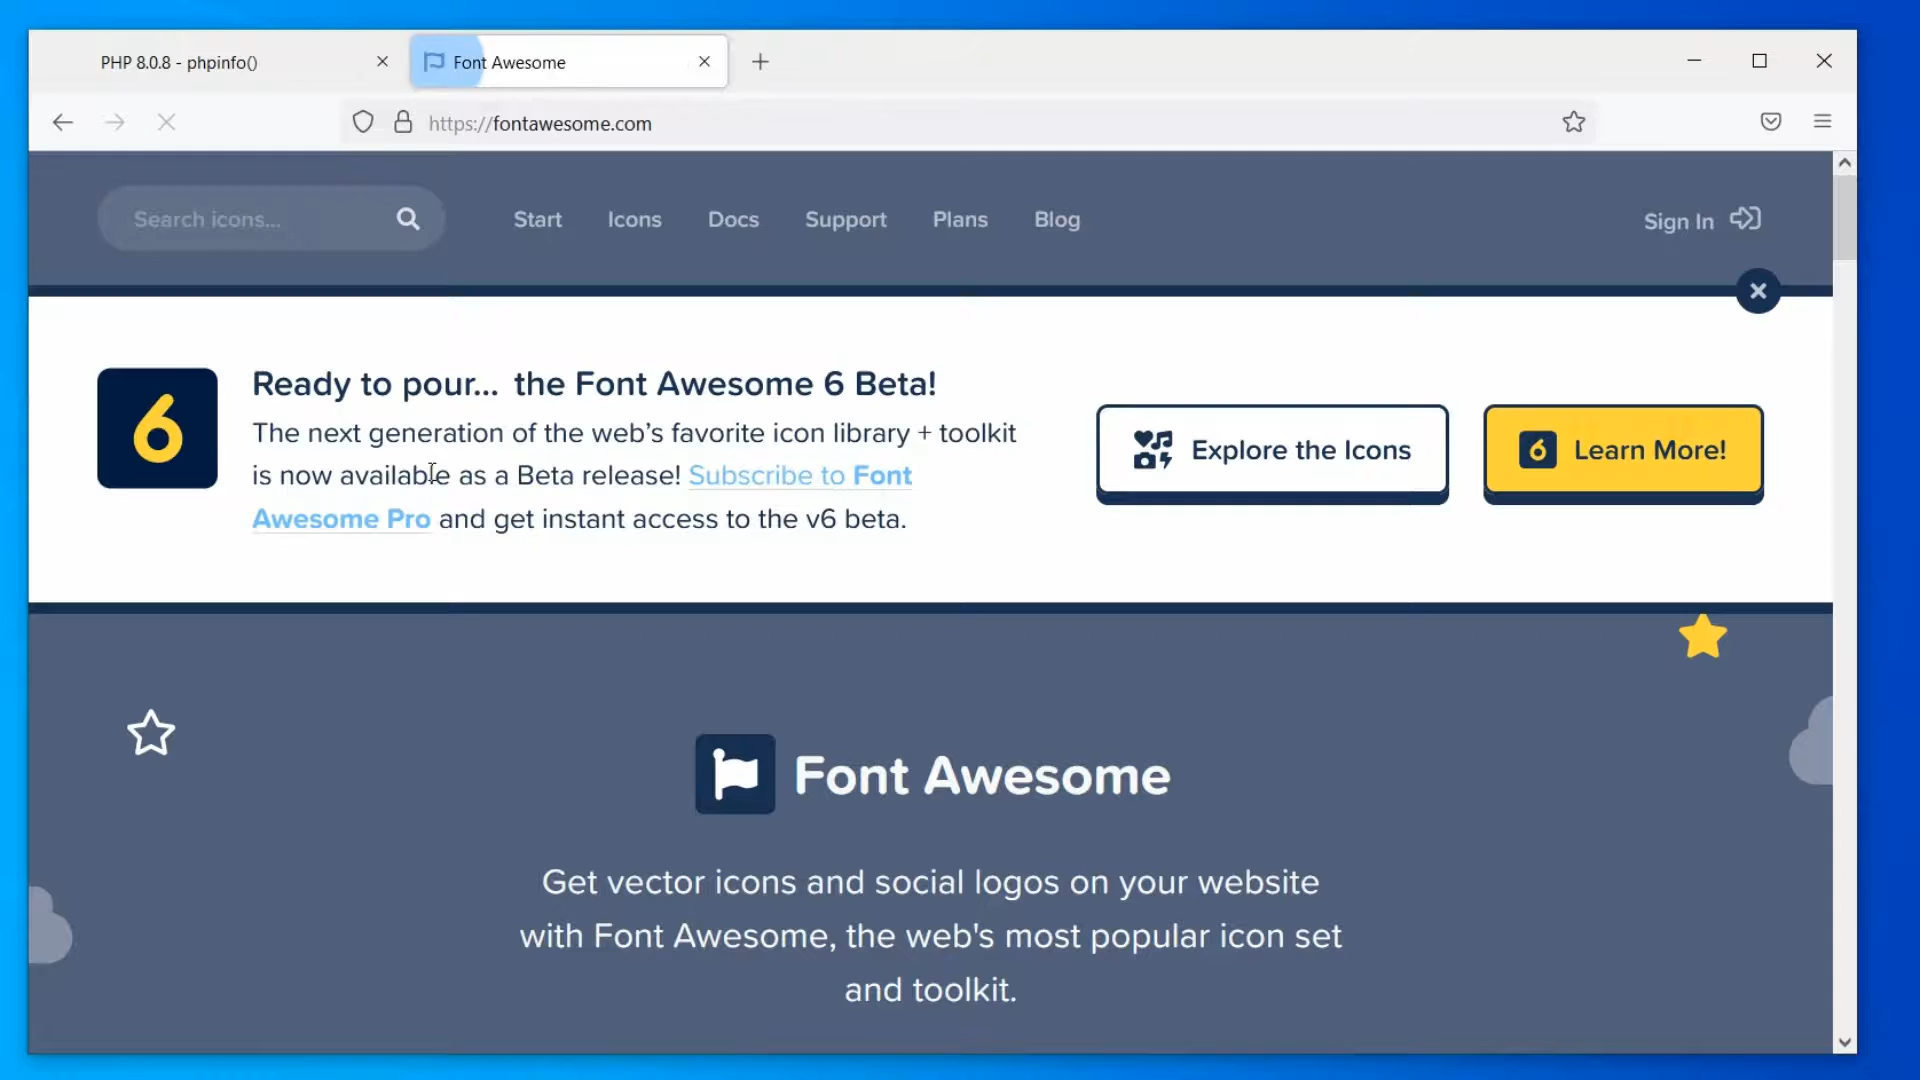 PHP 8.0.8 - phpinfo()
Font Awesome
https://fontawesome.com
Search icons...
Start
Icons
Docs
Support
Plans
Blog
Sign In
6
Ready to pour... the Font Awesome 6 Beta!
The next generation of the web's favorite icon library + toolkit
is now available as a Beta release! Subscribe to Font
Awesome Pro and get instant access to the v6 beta.
Explore the Icons
6 Learn More!
Font Awesome
Get vector icons and social logos on your website
with Font Awesome, the web's most popular icon set
and toolkit.